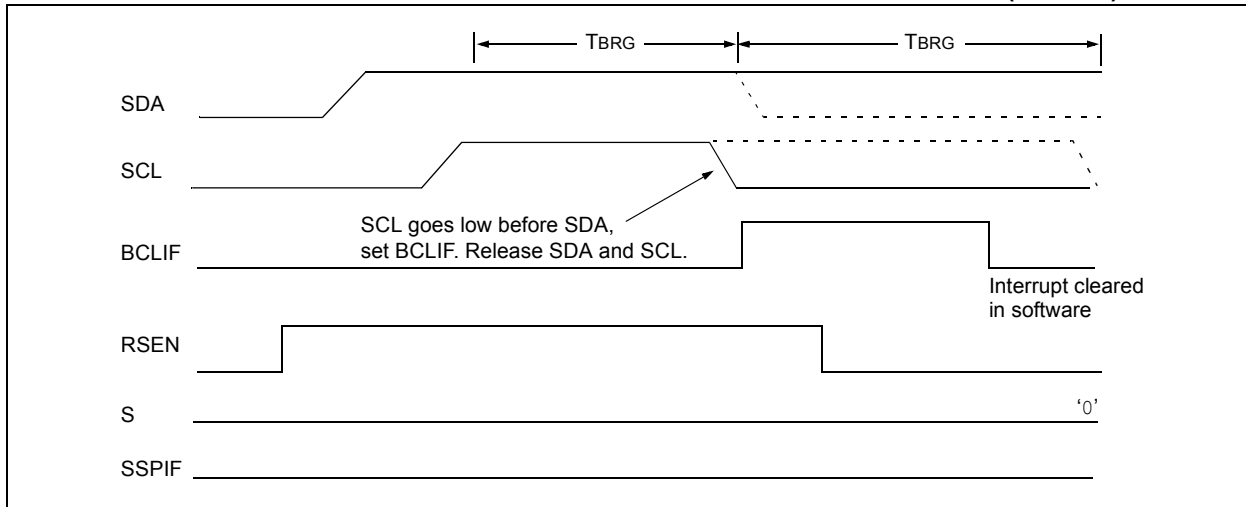 TBRG
TBRG
SDA
SCL
SCL goes low before SDA,
set BCLIF. Release SDA and SCL.
BCLIF
Interrupt cleared
in software
RSEN
S
‘0’
SSPIF